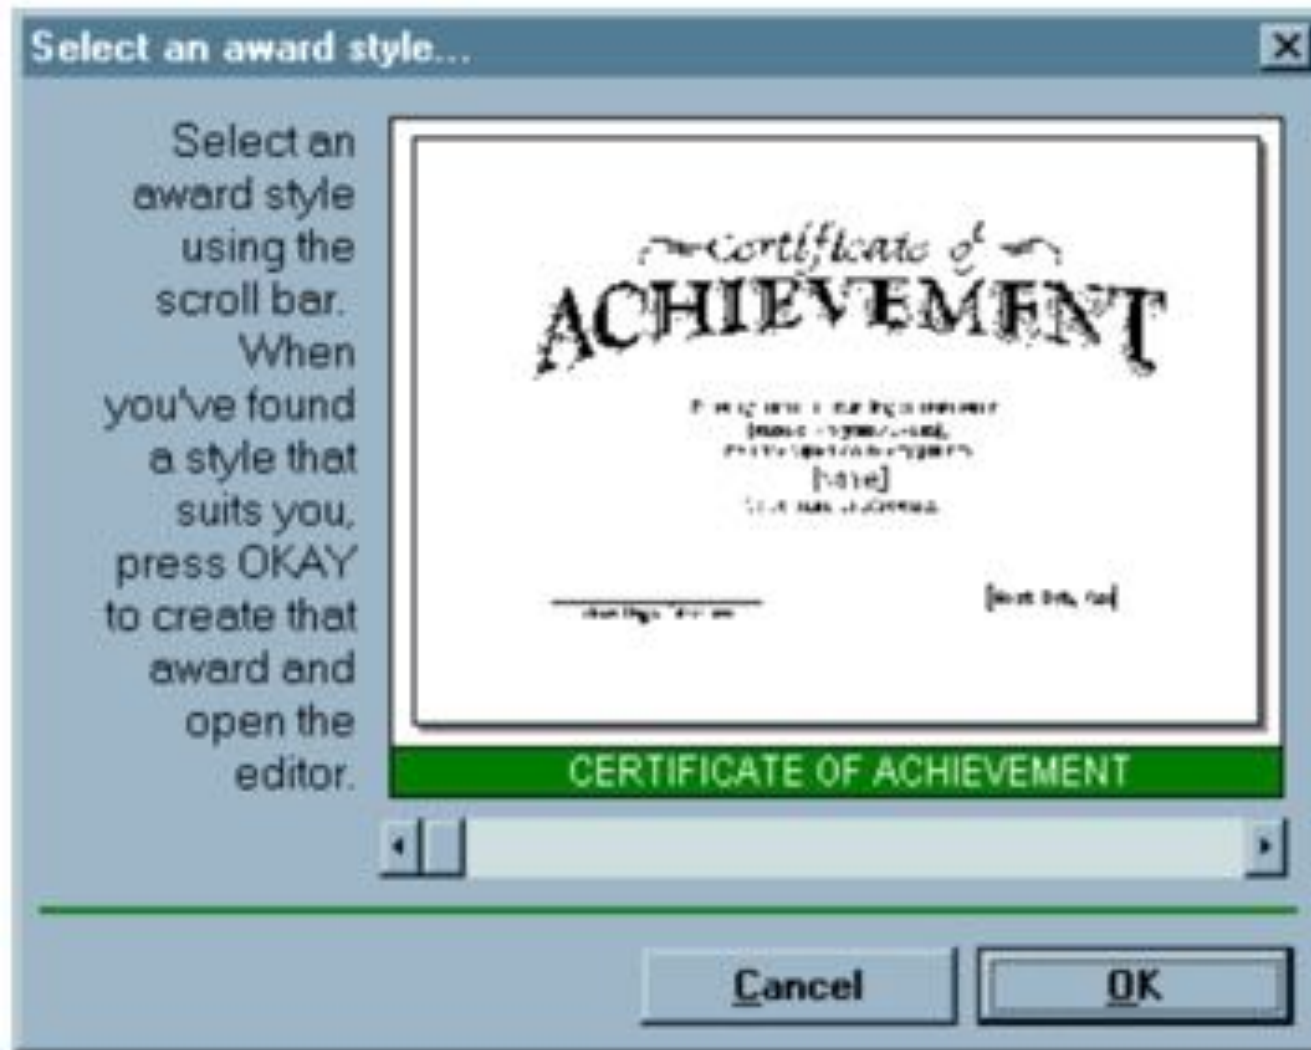 Select an award style...
Select an
award style
using the
scroll bar.
When
you've found
a style that
suits you,
press OKAY
to create that
award and
open the
editor.
Certificate of
ACHIEVEMENT
CERTIFICATE OF ACHIEVEMENT
Cancel
OK